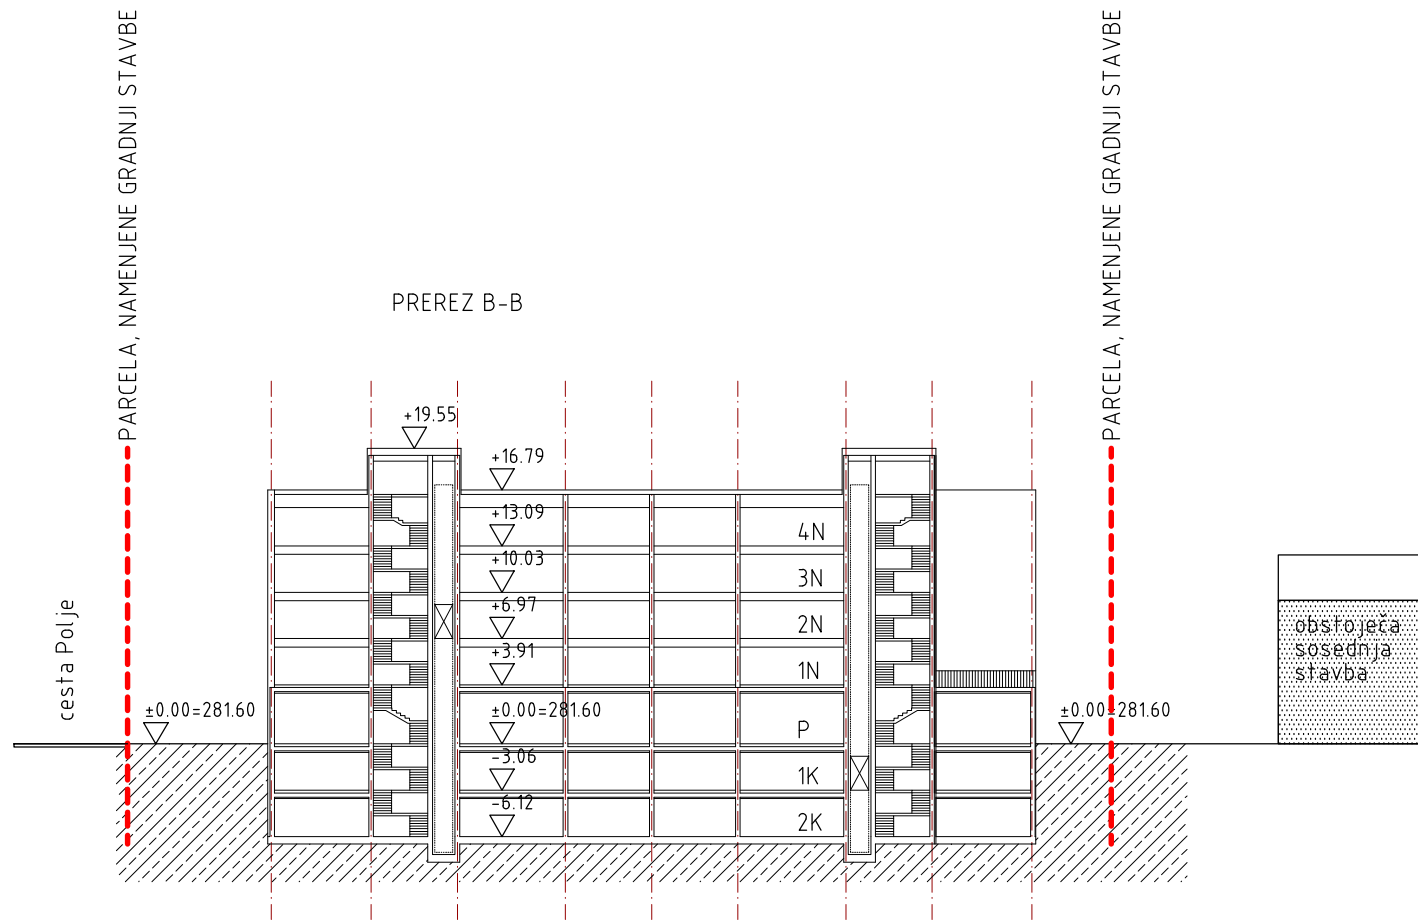 PARCELA, NAMENJENE GRADNJI STAVBE
PARCELA, NAMENJENE GRADNJI STAVBE
PREREZ B-B
+19.55
+16.79
+13.09
4N
+10.03
3N
+6.97
2N
+3.91
1N
cesta Polje
obstoječa
sosednja
stavba
±0.00=281.60
±0.00=281.60
P
±0.00=281.60
-3.06
1K
-6.12
2K